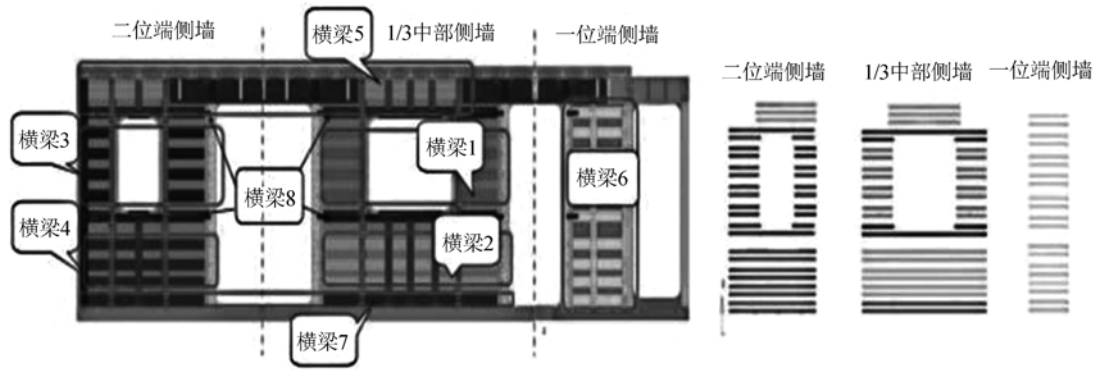 二位端侧墙
横梁5
1/3中部侧墙
一位端侧墙
二位端侧墙
1/3中部侧墙
一位端侧墙
横梁3
横梁1
横梁8
横梁6
横梁4
横梁2
横梁7